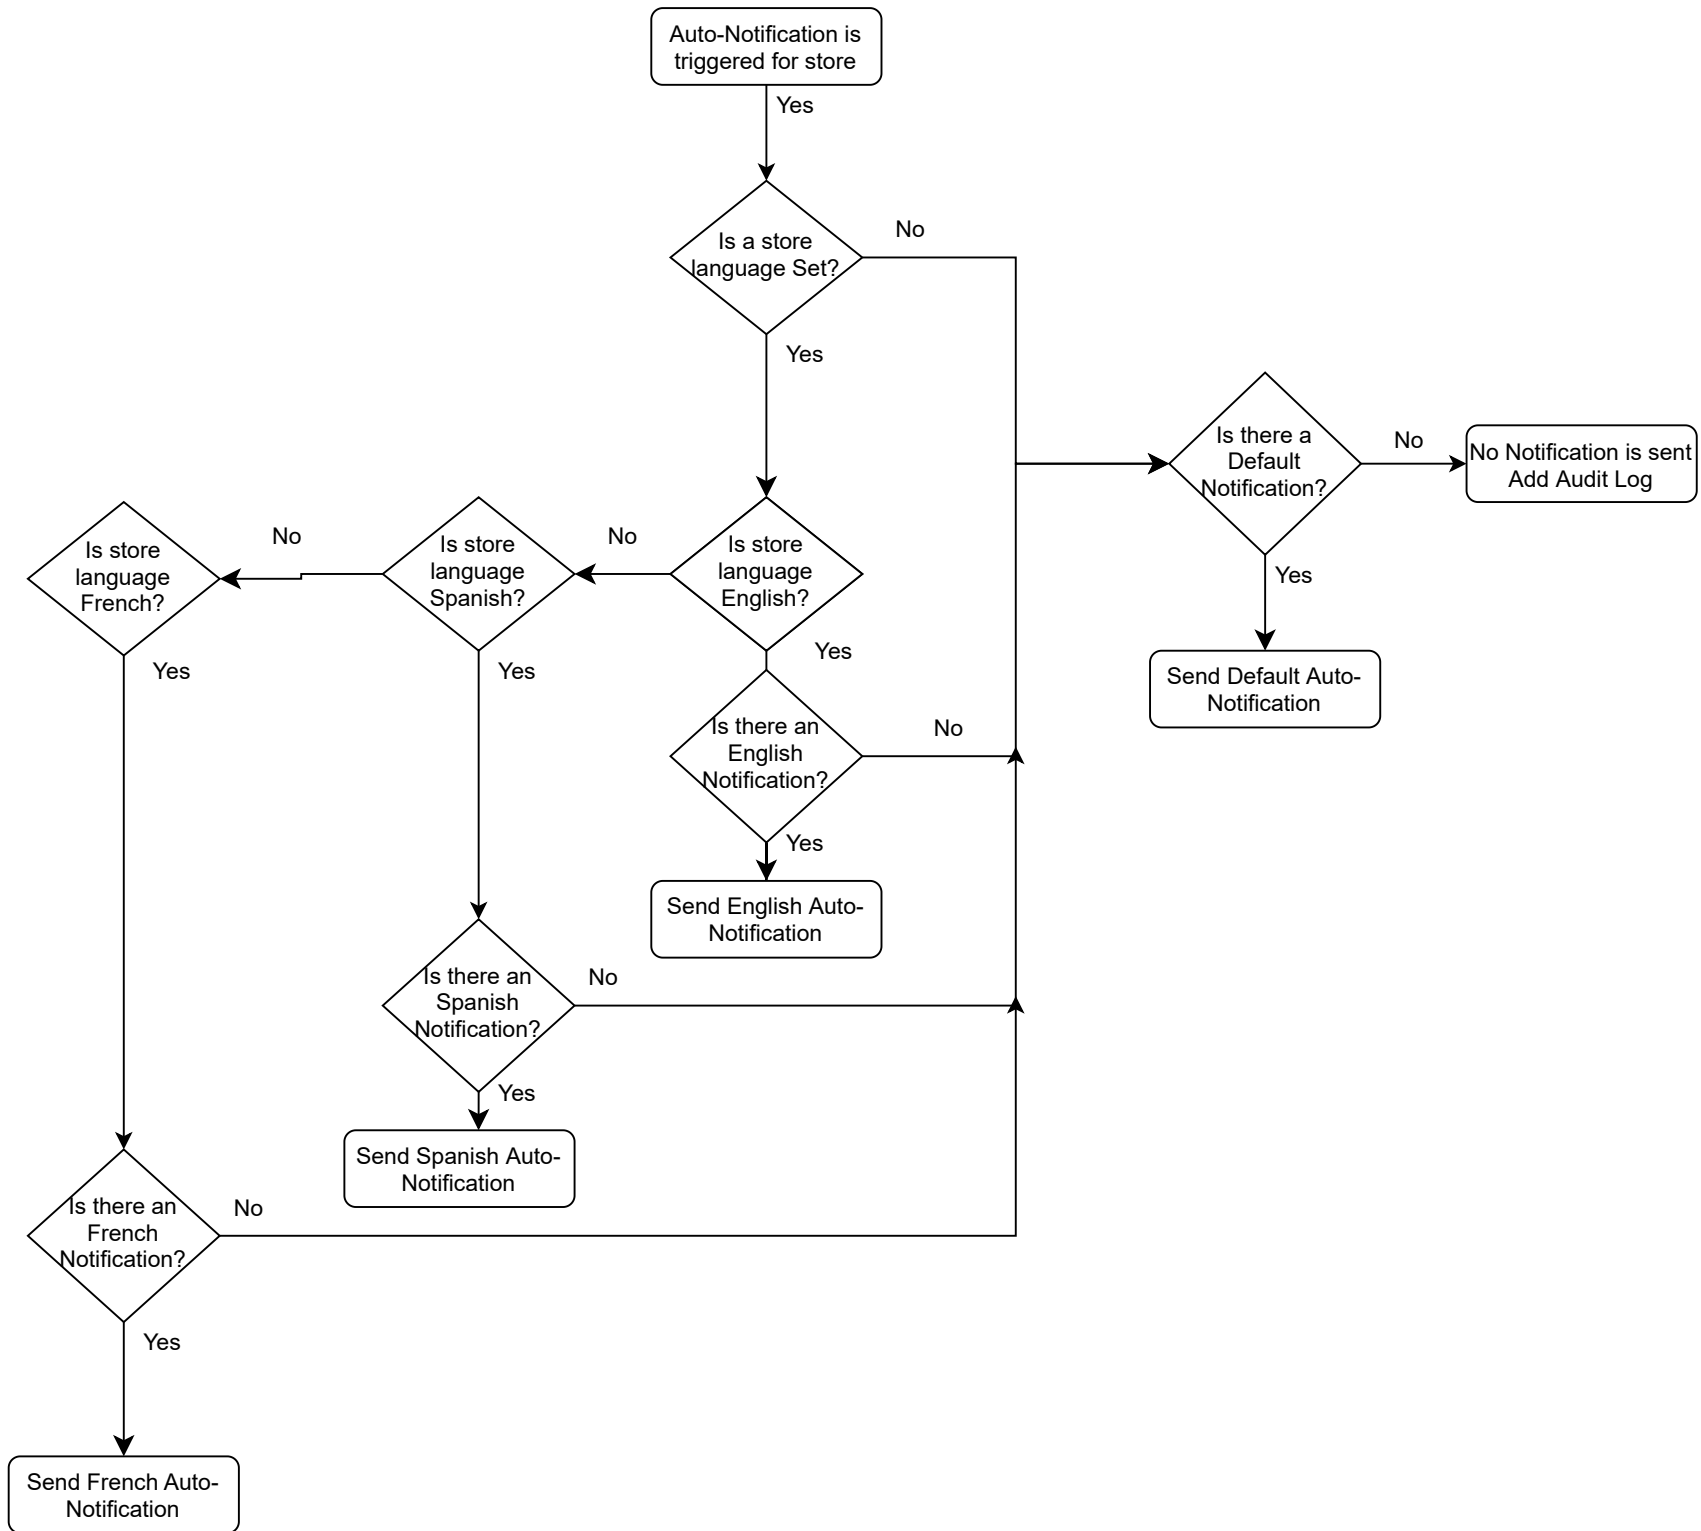 Auto-Notification is
triggered for store
Yes
Is a store
language Set?
No
Yes
Is there a
Default
Notification?
No
No Notification is sent
Add Audit Log
Yes
Send Default Auto-
Notification
Is store
language
English?
No
Is store
language
Spanish?
No
Is store
language
French?
Yes
Yes
Yes
Is there an
English
Notification?
No
Yes
Send English Auto-
Notification
Is there an
Spanish
Notification?
No
Yes
Send Spanish Auto-
Notification
Is there an
French
Notification?
No
Yes
Send French Auto-
Notification